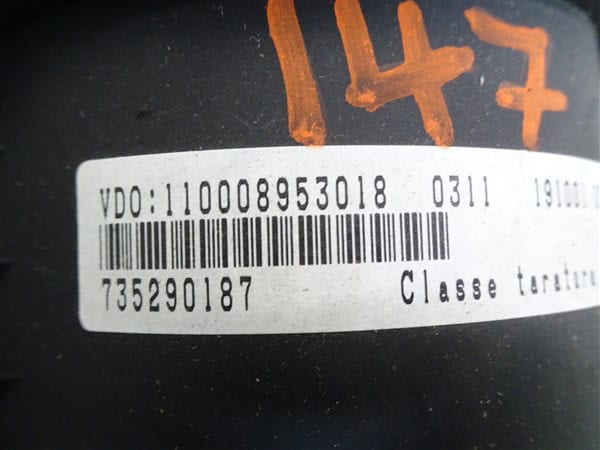 147
VDO:110008953018 0311
735290187 Classe taratura